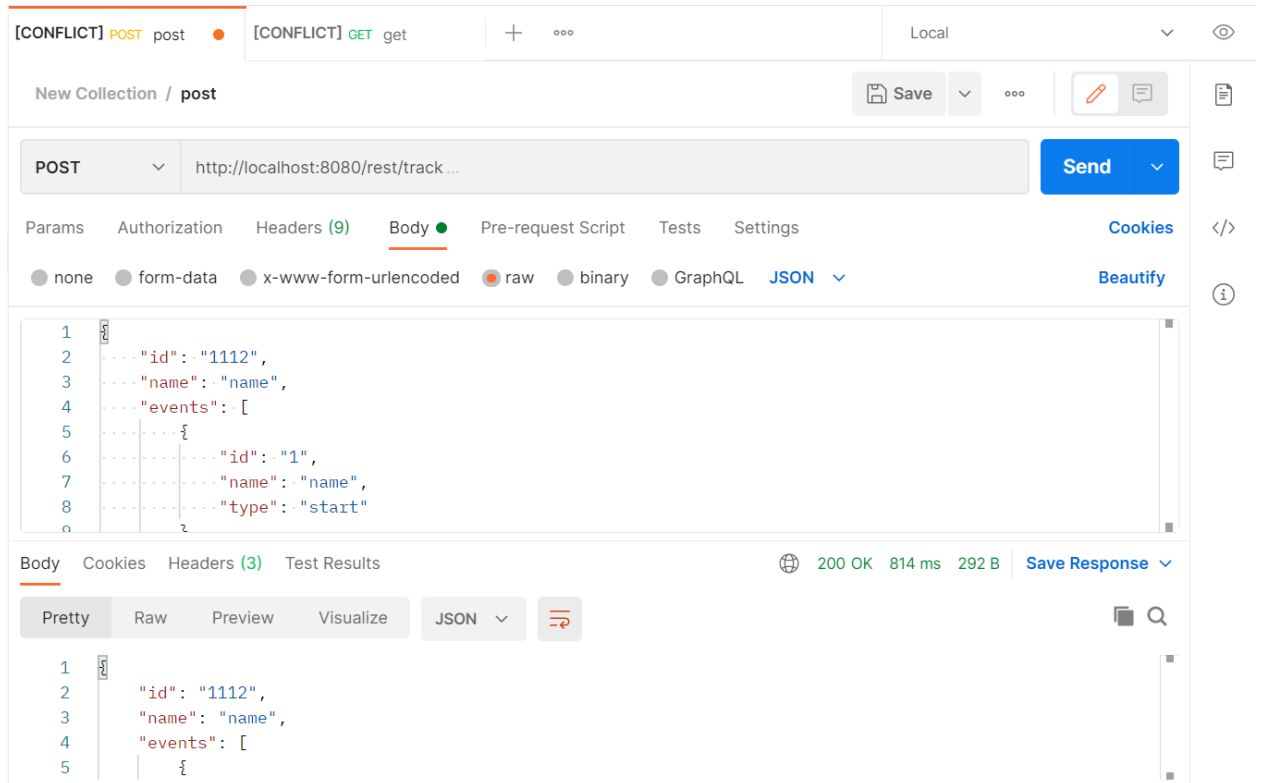 [CONFLICT] POST post [CONFLICT] GET get Local
New Collection / post Save
POST http://localhost:8080/rest/track ... Send
Params Authorization Headers (9) Body Pre-request Script Tests Settings Cookies
none form-data x-www-form-urlencoded raw binary GraphQL JSON Beautify
1 {
2 "id": "1112",
3 "name": "name",
4 "events": [
5 {
6 "id": "1",
7 "name": "name",
8 "type": "start"
9 }
Body Cookies Headers (3) Test Results 200 OK 814 ms 292 B Save Response
Pretty Raw Preview Visualize JSON
1 {
2 "id": "1112",
3 "name": "name",
4 "events": [
5 {